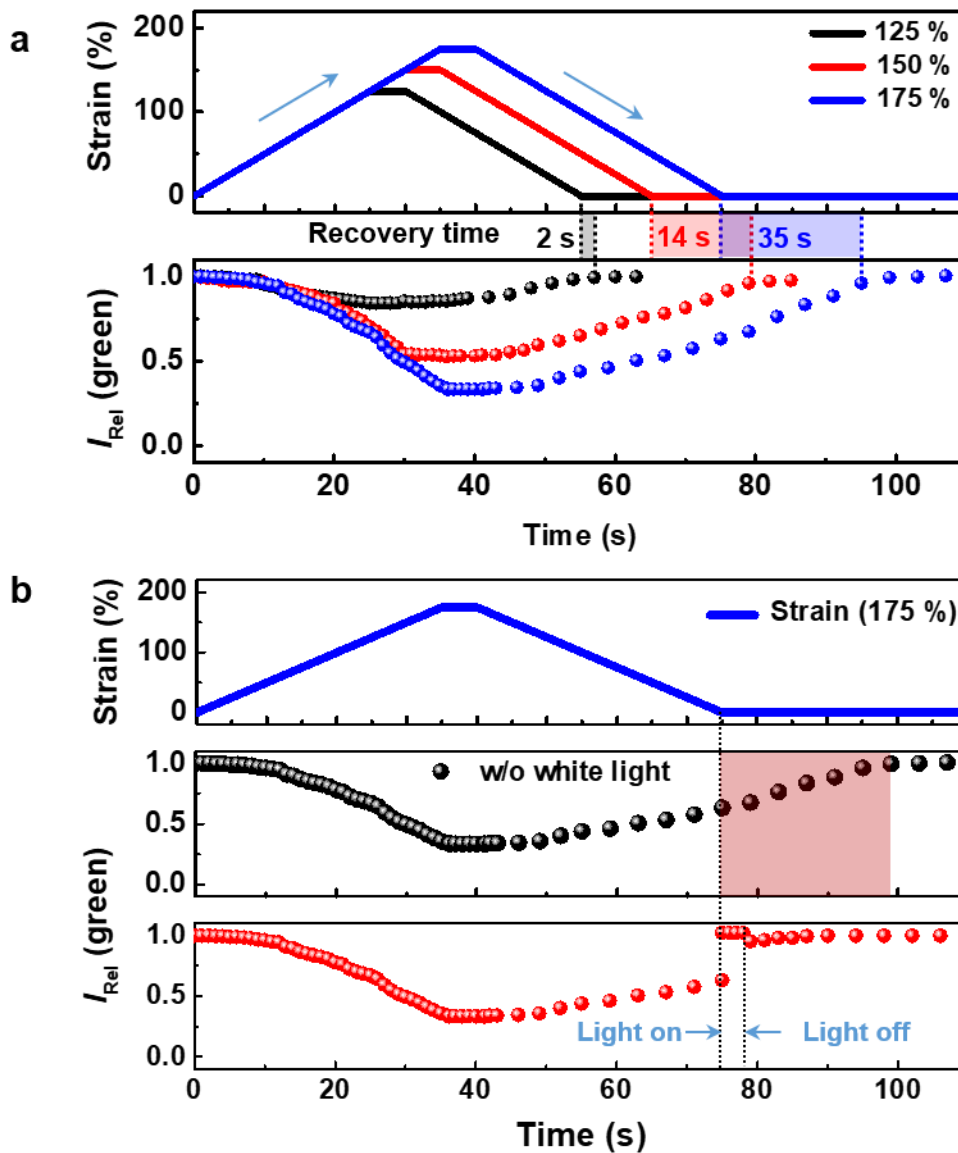 a
Strain (%)
200
100
0
125 %
150 %
175 %
Recovery time
2 s
14 s
35 s
I_Rel (green)
1.0
0.5
0.0
0 20 40 60 80 100
Time (s)
b
Strain (%)
200
100
0
Strain (175 %)
I_Rel (green)
1.0
0.5
0.0
w/o white light
1.0
0.5
0.0
Light on
Light off
0 20 40 60 80 100
Time (s)